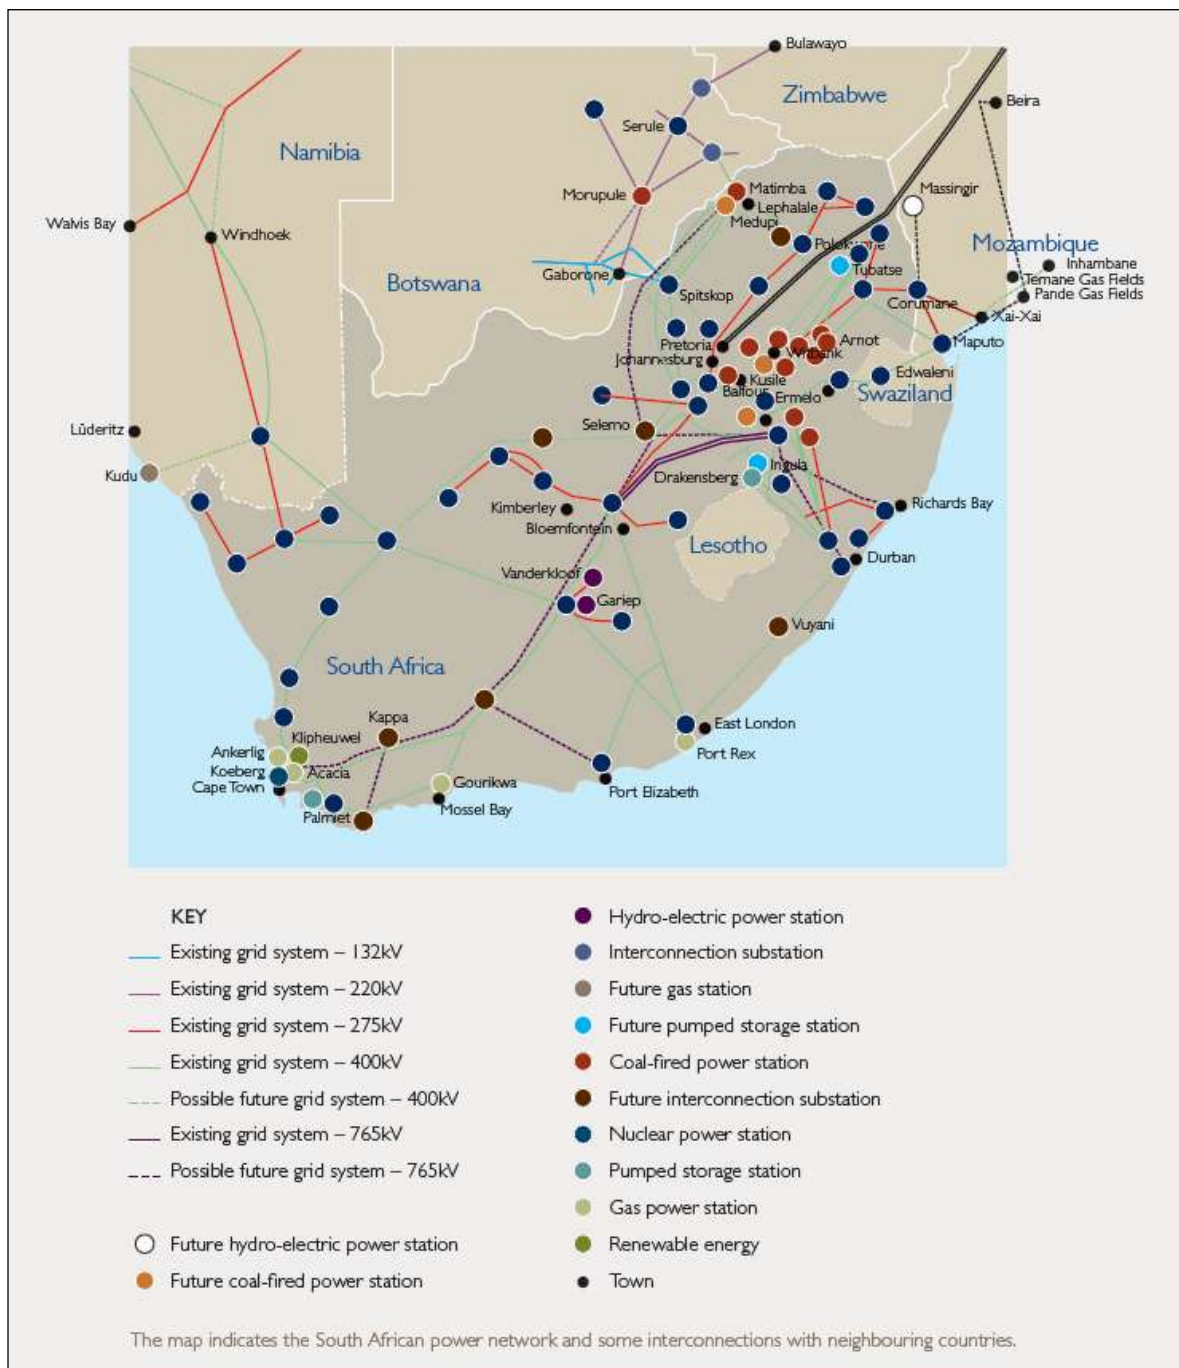 Bulawayo
Zimbabwe
Beira
Serule
Namibia
Morupule
Matimba
Lephalale
Medupi
Massingir
Walvis Bay
Windhoek
Polokwane
Mozambique
Gaborone
Tubatse
Inhambane
Temane Gas Fields
Botswana
Spitskop
Corumane
Pande Gas Fields
Xai-Xai
Pretoria
Arnot
Maputo
Johannesburg
Witbank
Kusile
Edwaleni
Balfour
Ermelo
Swaziland
Lüderitz
Selemo
Kudu
Drakensberg
Ingula
Kimberley
Richards Bay
Bloemfontein
Lesotho
Durban
Vanderkloof
Gariep
Vuyani
South Africa
Kappa
East London
Ankerlig
Klipheuwel
Port Rex
Koeberg
Acacia
Cape Town
Gourikwa
Port Elizabeth
Palmiet
Mossel Bay
KEY
Existing grid system – 132kV
Existing grid system – 220kV
Existing grid system – 275kV
Existing grid system – 400kV
Possible future grid system – 400kV
Existing grid system – 765kV
Possible future grid system – 765kV
Future hydro-electric power station
Future coal-fired power station
Hydro-electric power station
Interconnection substation
Future gas station
Future pumped storage station
Coal-fired power station
Future interconnection substation
Nuclear power station
Pumped storage station
Gas power station
Renewable energy
Town
The map indicates the South African power network and some interconnections with neighbouring countries.